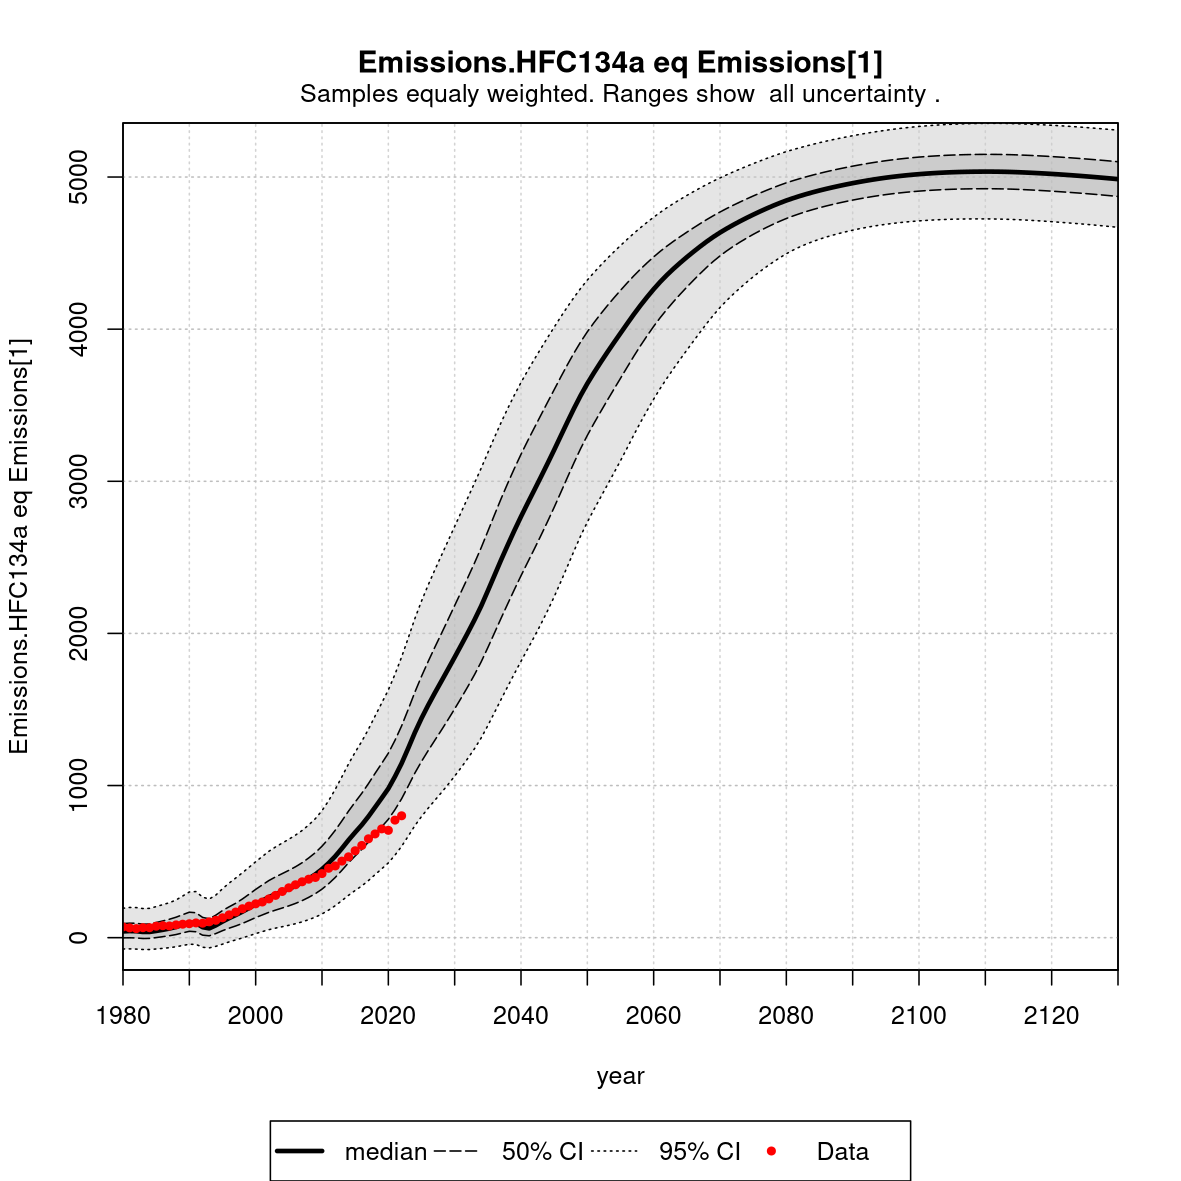 Emissions.HFC134a eq Emissions[1]
Samples equaly weighted. Ranges show  all uncertainty .
Emissions.HFC134a eq Emissions[1]
5000
4000
3000
2000
1000
0
1980 2000 2020 2040 2060 2080 2100 2120
year
median 50% CI 95% CI Data